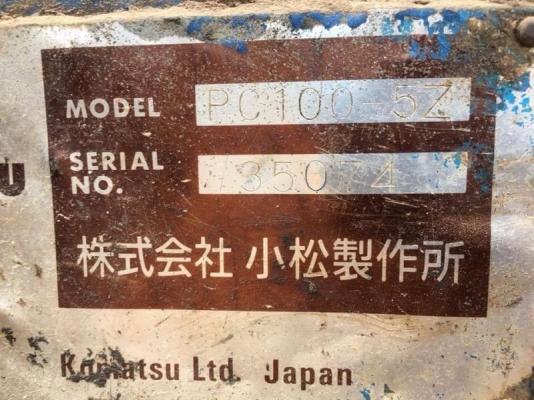 MODEL PC100-5Z
SERIAL NO. 35074
株式会社 小松製作所
Komatsu Ltd. Japan